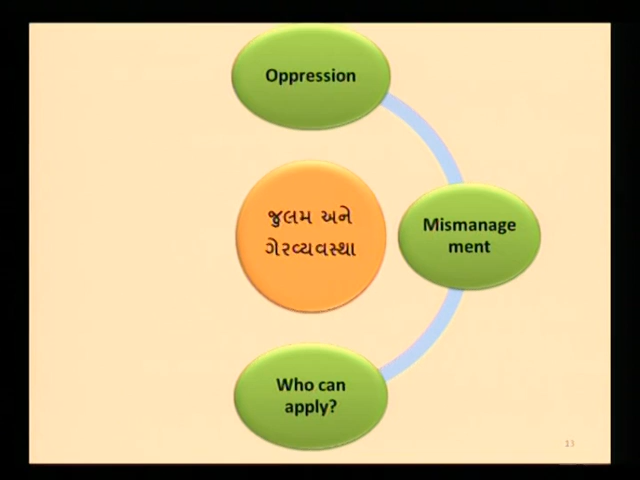 Oppression
જુલમ અને
ગેરવ્યવસ્થા
Mismanage
ment
Who can
apply?
13